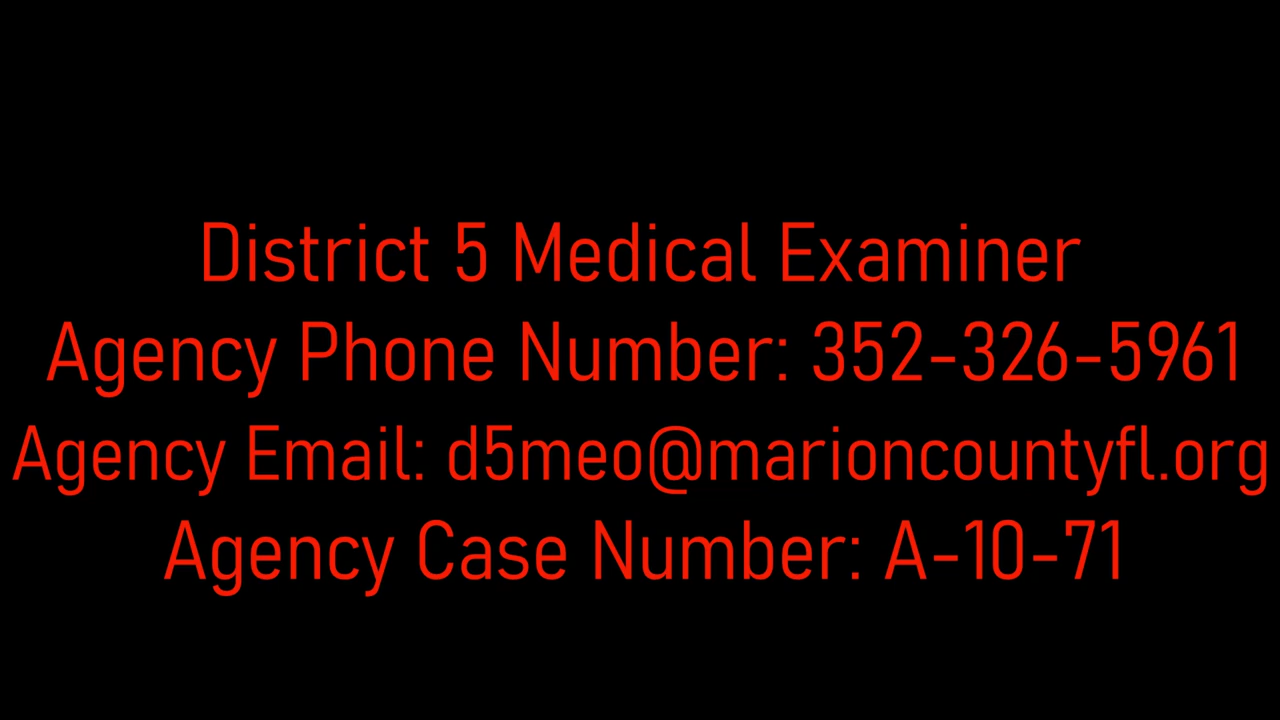 District 5 Medical Examiner
Agency Phone Number: 352-326-5961
Agency Email: d5meo@marioncountyfl.org
Agency Case Number: A-10-71